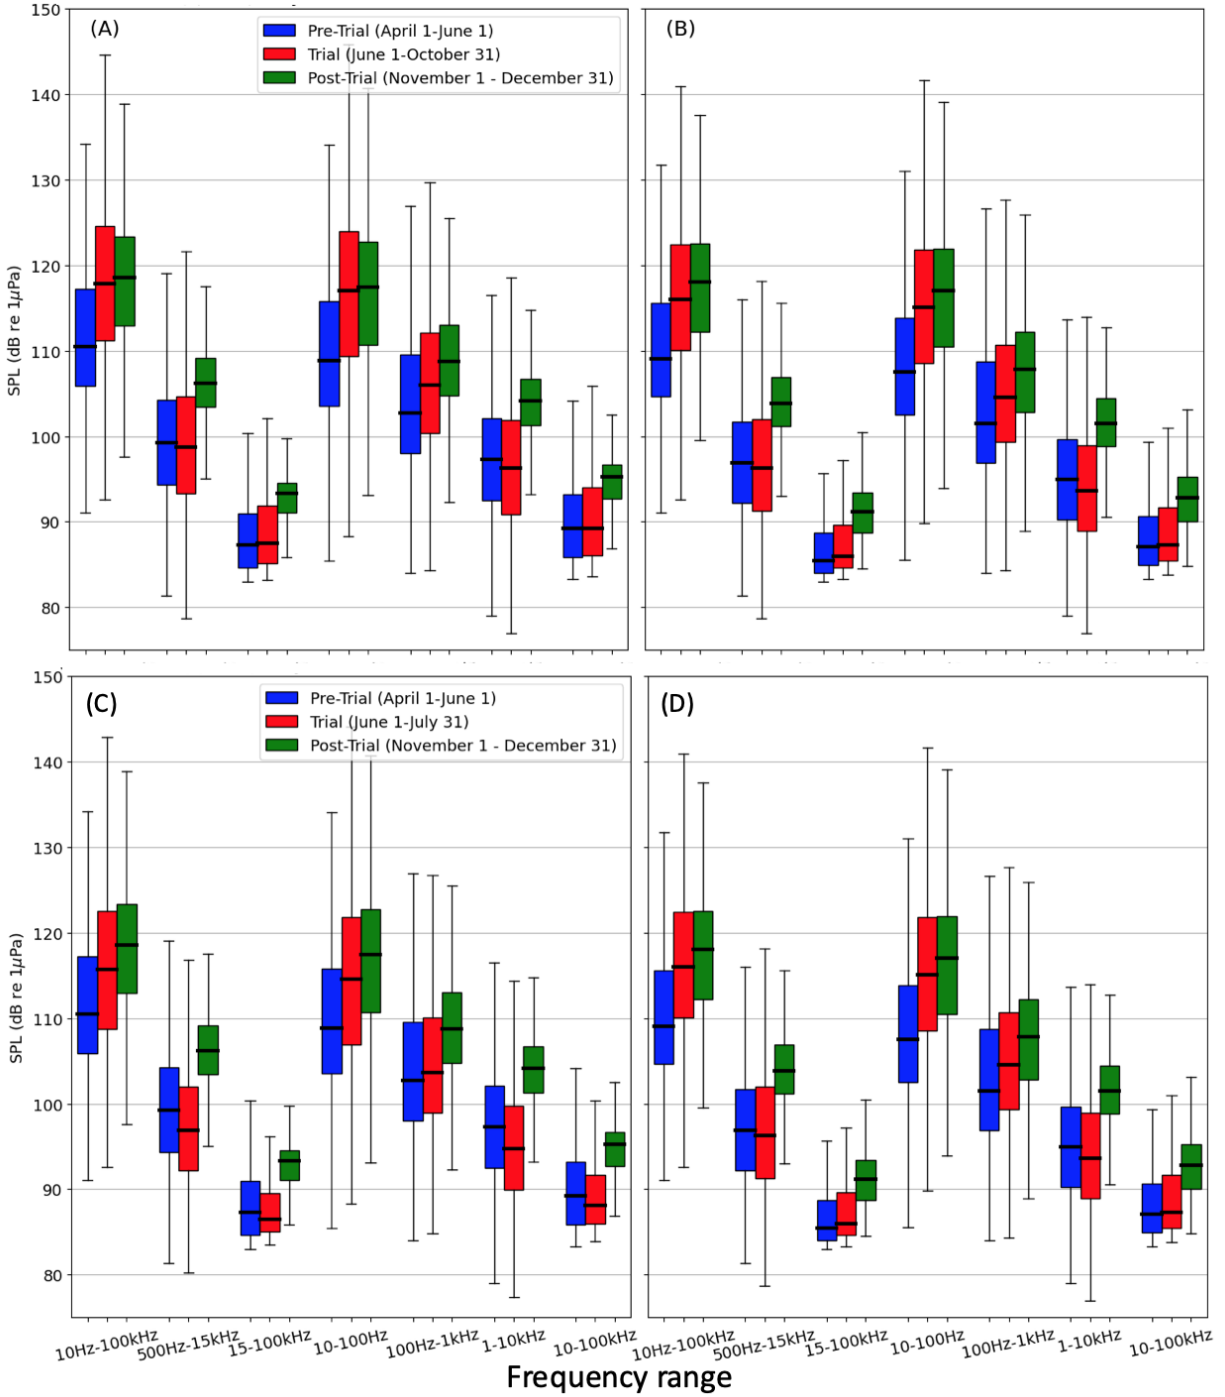 (A)
Pre-Trial (April 1-June 1)
Trial (June 1-October 31)
Post-Trial (November 1 - December 31)
(B)
150
140
130
120
110
100
90
80
SPL (dB re 1µPa)
(C)
Pre-Trial (April 1-June 1)
Trial (June 1-July 31)
Post-Trial (November 1 - December 31)
(D)
150
140
130
120
110
100
90
80
SPL (dB re 1µPa)
10Hz-100kHz 500Hz-15kHz 15-100kHz 10-100Hz 100Hz-1kHz 1-10kHz 10-100kHz 10Hz-100kHz 500Hz-15kHz 15-100kHz 10-100Hz 100Hz-1kHz 1-10kHz 10-100kHz
Frequency range